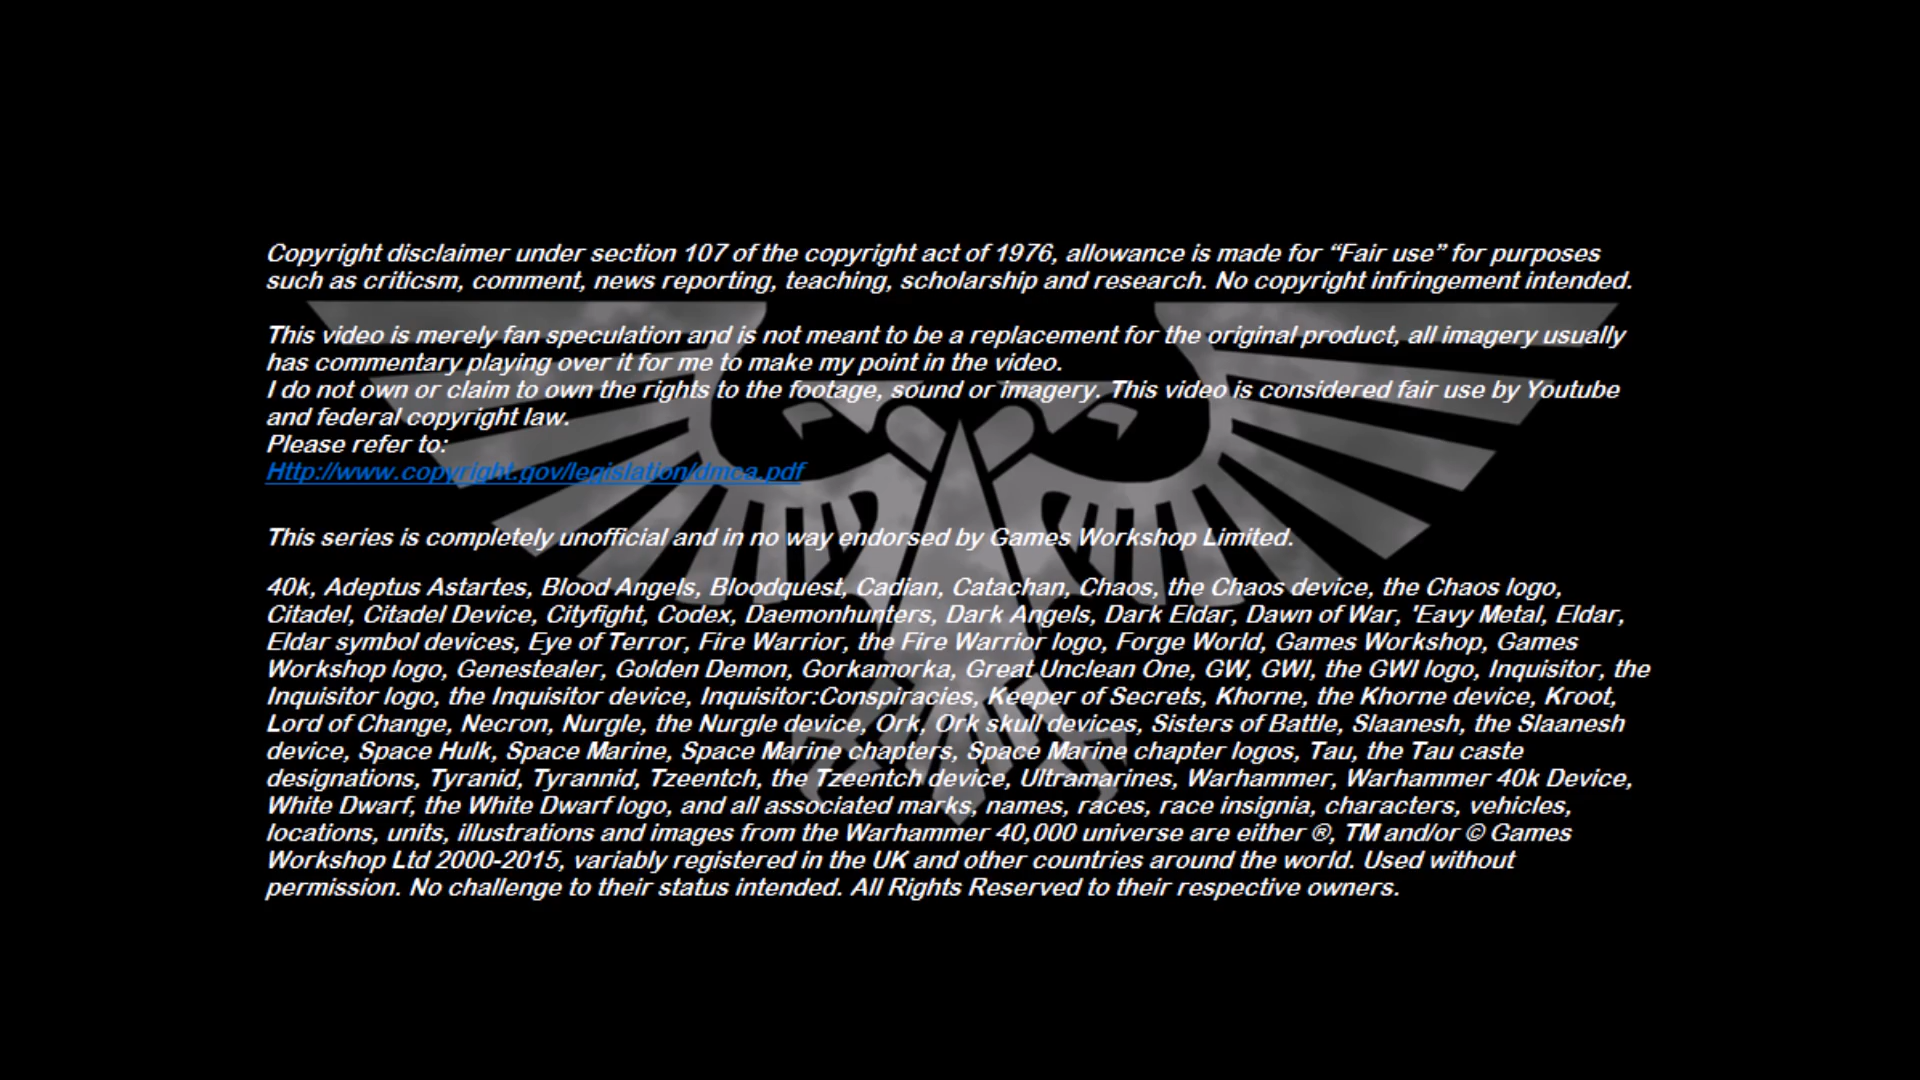 Copyright disclaimer under section 107 of the copyright act of 1976, allowance is made for “Fair use” for purposes
such as criticsm, comment, news reporting, teaching, scholarship and research. No copyright infringement intended.
This video is merely fan speculation and is not meant to be a replacement for the original product, all imagery usually
has commentary playing over it for me to make my point in the video.
I do not own or claim to own the rights to the footage, sound or imagery. This video is considered fair use by Youtube
and federal copyright law.
Please refer to:
Http://www.copyright.gov/legislation/dmca.pdf
This series is completely unofficial and in no way endorsed by Games Workshop Limited.
40k, Adeptus Astartes, Blood Angels, Bloodquest, Cadian, Catachan, Chaos, the Chaos device, the Chaos logo,
Citadel, Citadel Device, Cityfight, Codex, Daemonhunters, Dark Angels, Dark Eldar, Dawn of War, 'Eavy Metal, Eldar,
Eldar symbol devices, Eye of Terror, Fire Warrior, the Fire Warrior logo, Forge World, Games Workshop, Games
Workshop logo, Genestealer, Golden Demon, Gorkamorka, Great Unclean One, GW, GWI, the GWI logo, Inquisitor, the
Inquisitor logo, the Inquisitor device, Inquisitor:Conspiracies, Keeper of Secrets, Khorne, the Khorne device, Kroot,
Lord of Change, Necron, Nurgle, the Nurgle device, Ork, Ork skull devices, Sisters of Battle, Slaanesh, the Slaanesh
device, Space Hulk, Space Marine, Space Marine chapters, Space Marine chapter logos, Tau, the Tau caste
designations, Tyranid, Tyrannid, Tzeentch, the Tzeentch device, Ultramarines, Warhammer, Warhammer 40k Device,
White Dwarf, the White Dwarf logo, and all associated marks, names, races, race insignia, characters, vehicles,
locations, units, illustrations and images from the Warhammer 40,000 universe are either ®, TM and/or © Games
Workshop Ltd 2000-2015, variably registered in the UK and other countries around the world. Used without
permission. No challenge to their status intended. All Rights Reserved to their respective owners.